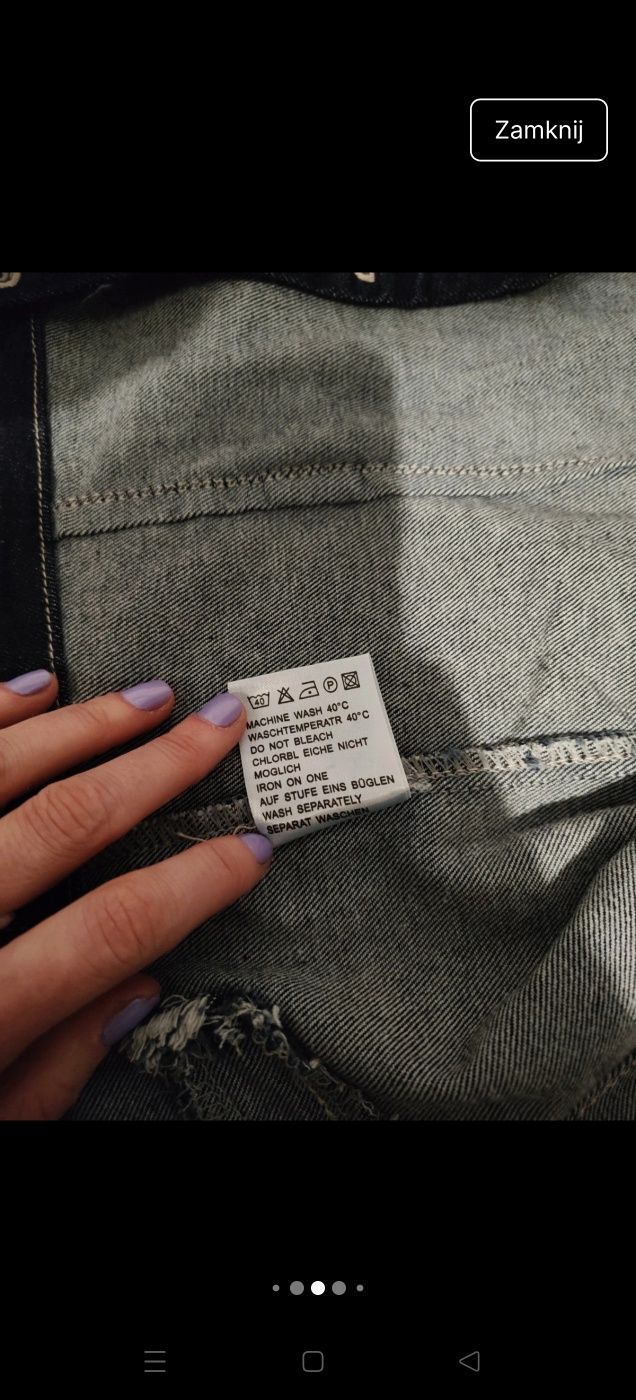 Zamknij
40 P
MACHINE WASH 40°C
WASCHTEMPERATR 40°C
DO NOT BLEACH
CHLORBL EICHE NICHT
MOGLICH
IRON ON ONE
AUF STUFE EINS BÜGLEN
WASH SEPARATELY
SEPARAT WASCHEN